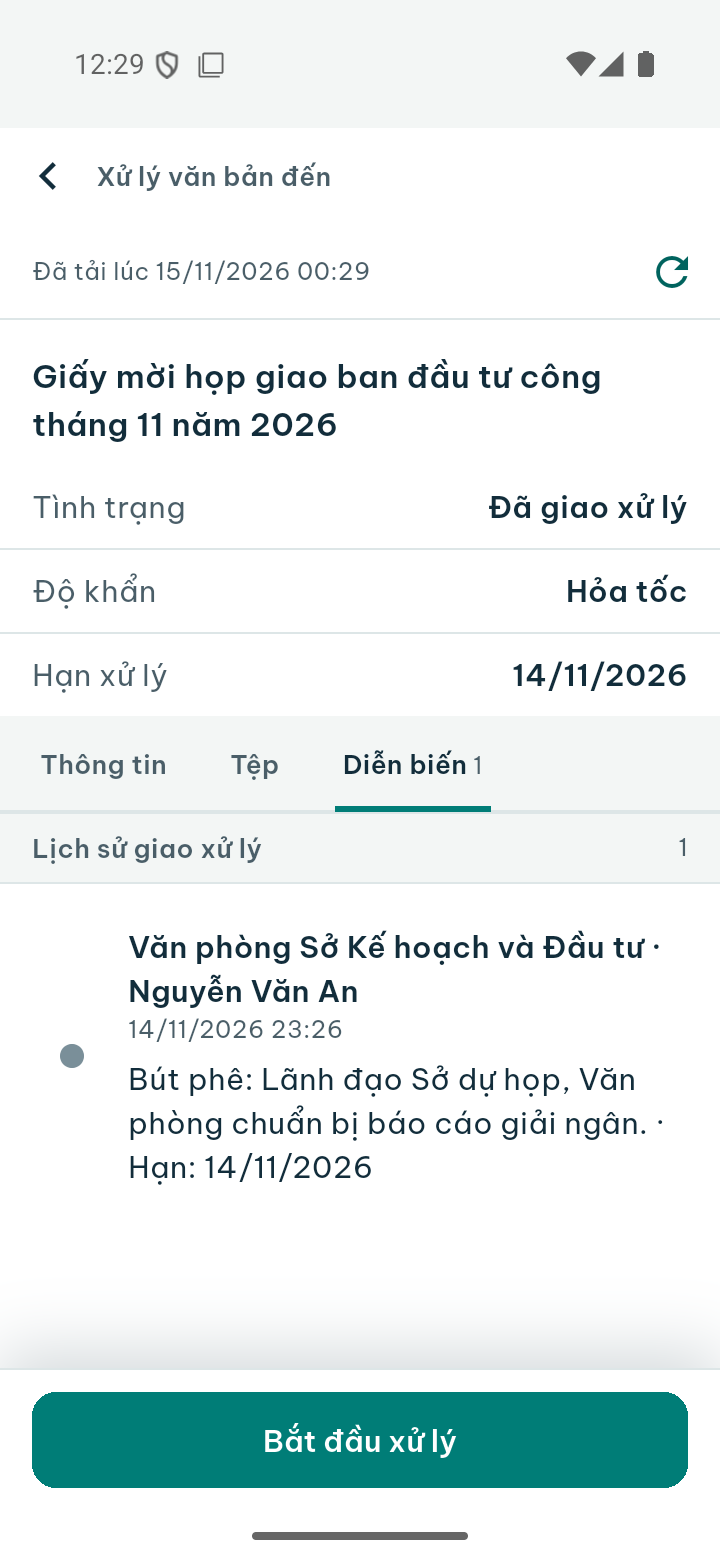 12:29
Xử lý văn bản đến
Đã tải lúc 15/11/2026 00:29
Giấy mời họp giao ban đầu tư công
tháng 11 năm 2026
Tình trạng Đã giao xử lý
Độ khẩn Hỏa tốc
Hạn xử lý 14/11/2026
Thông tin Tệp Diễn biến 1
Lịch sử giao xử lý 1
Văn phòng Sở Kế hoạch và Đầu tư ·
Nguyễn Văn An
14/11/2026 23:26
Bút phê: Lãnh đạo Sở dự họp, Văn
phòng chuẩn bị báo cáo giải ngân. ·
Hạn: 14/11/2026
Bắt đầu xử lý